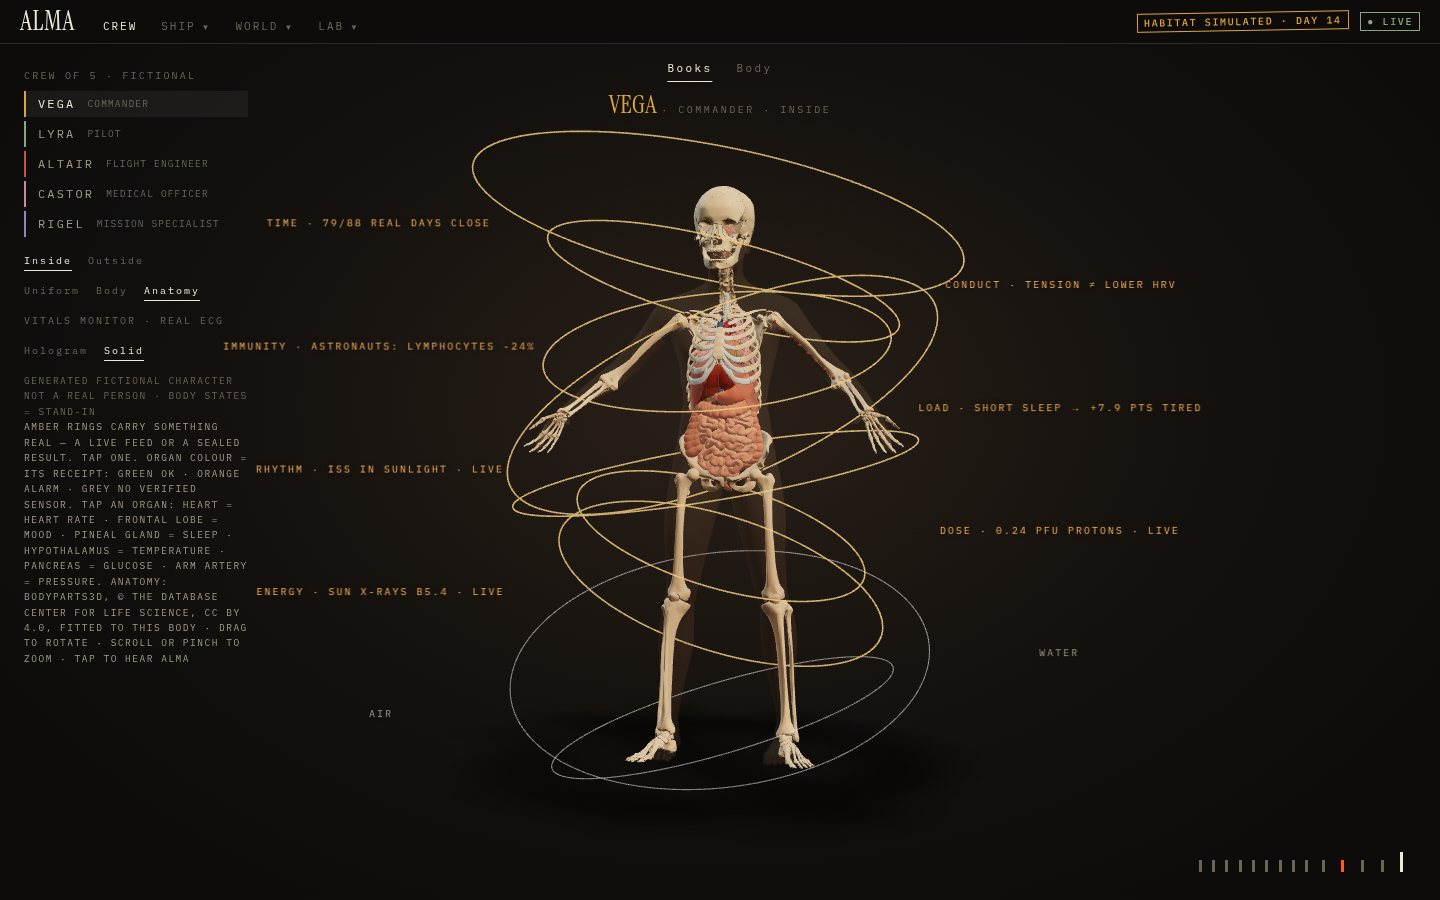 ALMA
CREW
SHIP ▾
WORLD ▾
LAB ▾
HABITAT SIMULATED · DAY 14
● LIVE
Books
Body
VEGA · COMMANDER · INSIDE
CREW OF 5 · FICTIONAL
VEGA COMMANDER
LYRA PILOT
ALTAIR FLIGHT ENGINEER
CASTOR MEDICAL OFFICER
RIGEL MISSION SPECIALIST
Inside Outside
Uniform Body Anatomy
VITALS MONITOR · REAL ECG
Hologram Solid
GENERATED FICTIONAL CHARACTER
NOT A REAL PERSON · BODY STATES
= STAND-IN
AMBER RINGS CARRY SOMETHING
REAL — A LIVE FEED OR A SEALED
RESULT. TAP ONE. ORGAN COLOUR =
ITS RECEIPT: GREEN OK · ORANGE
ALARM · GREY NO VERIFIED
SENSOR. TAP AN ORGAN: HEART =
HEART RATE · FRONTAL LOBE =
MOOD · PINEAL GLAND = SLEEP ·
HYPOTHALAMUS = TEMPERATURE ·
PANCREAS = GLUCOSE · ARM ARTERY
= PRESSURE. ANATOMY:
BODYPARTS3D, © THE DATABASE
CENTER FOR LIFE SCIENCE, CC BY
4.0, FITTED TO THIS BODY · DRAG
TO ROTATE · SCROLL OR PINCH TO
ZOOM · TAP TO HEAR ALMA
TIME · 79/88 REAL DAYS CLOSE
CONDUCT · TENSION ≠ LOWER HRV
IMMUNITY · ASTRONAUTS: LYMPHOCYTES -24%
LOAD · SHORT SLEEP → +7.9 PTS TIRED
RHYTHM · ISS IN SUNLIGHT · LIVE
DOSE · 0.24 PFU PROTONS · LIVE
ENERGY · SUN X-RAYS B5.4 · LIVE
WATER
AIR